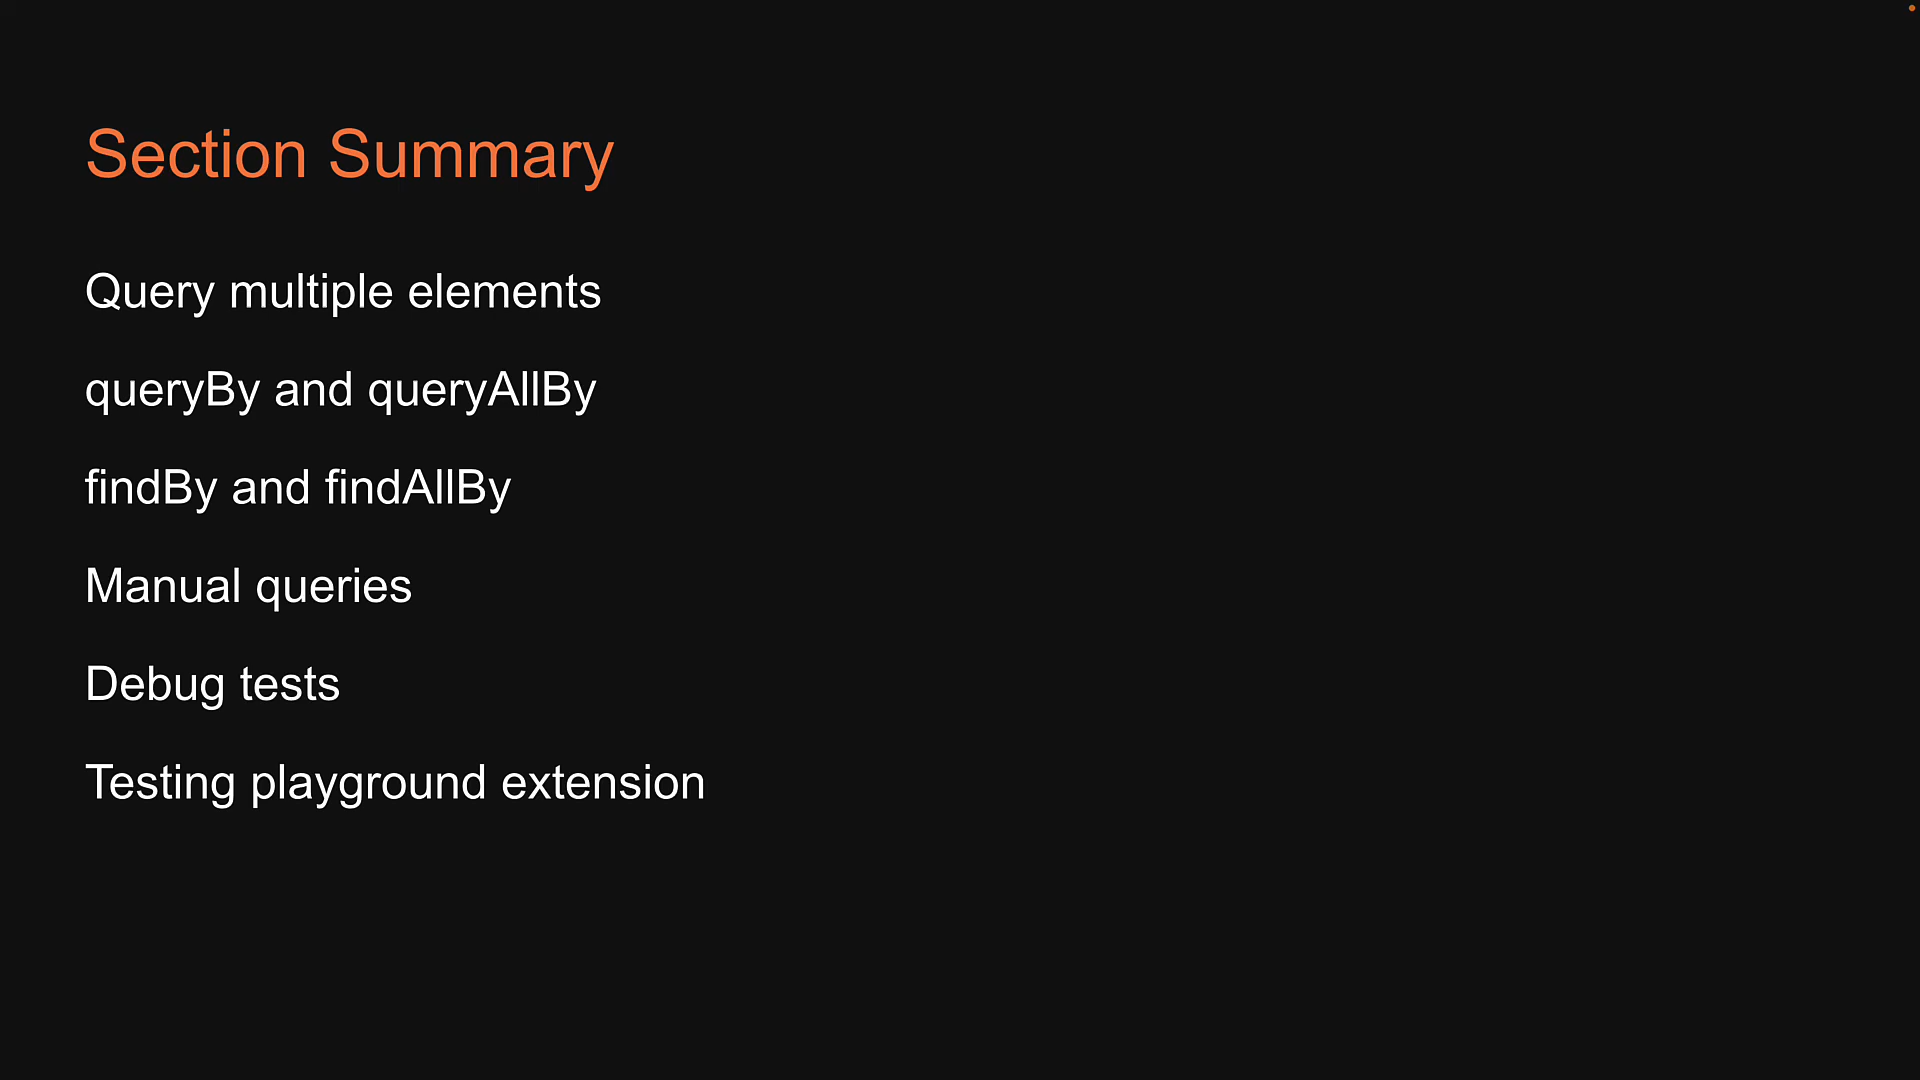 Section Summary
Query multiple elements
queryBy and queryAllBy
findBy and findAllBy
Manual queries
Debug tests
Testing playground extension